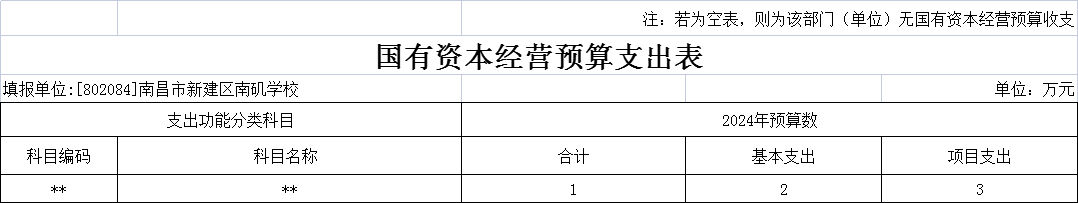 注：若为空表，则为该部门（单位）无国有资本经营预算收支
国有资本经营预算支出表
填报单位:[802084]南昌市新建区南矶学校 单位：万元
支出功能分类科目 2024年预算数
科目编码 科目名称 合计 基本支出 项目支出
** ** 1 2 3